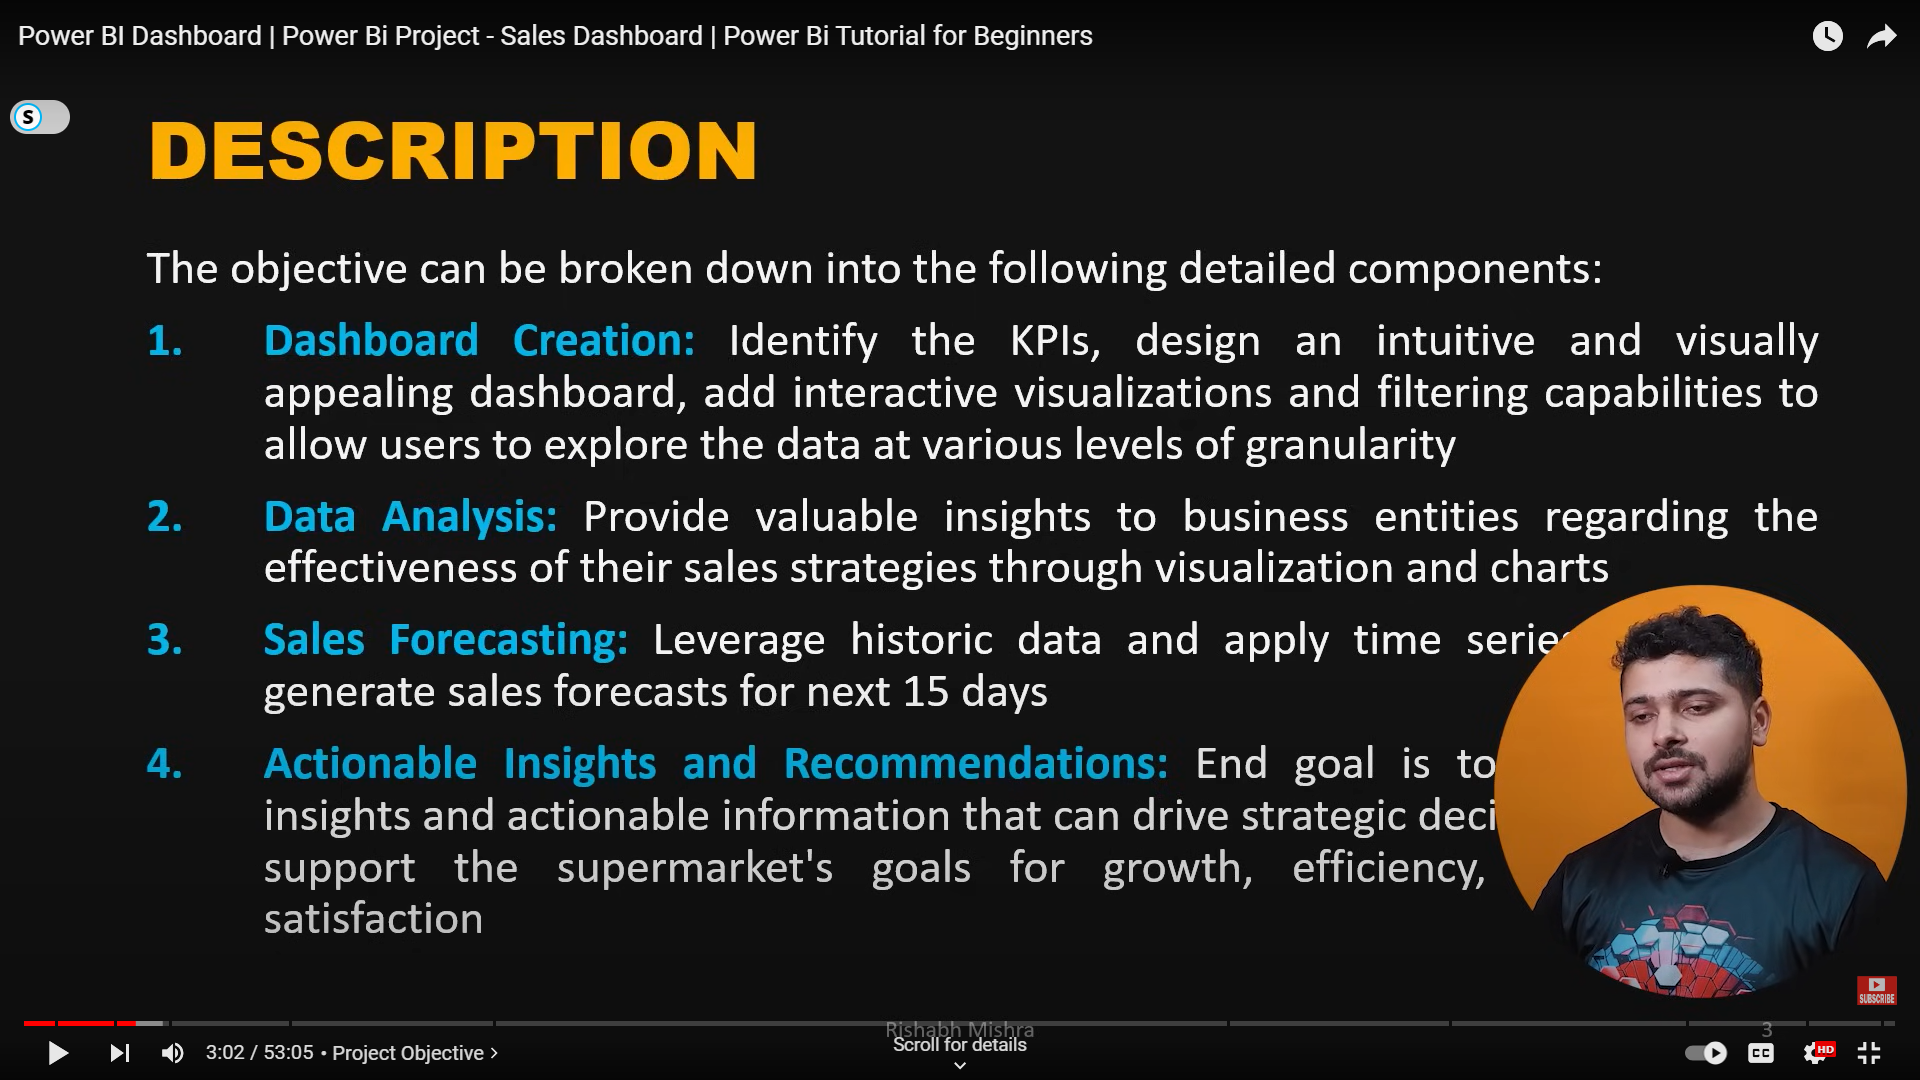 Power BI Dashboard | Power Bi Project - Sales Dashboard | Power Bi Tutorial for Beginners
S
DESCRIPTION
The objective can be broken down into the following detailed components:
1. Dashboard Creation: Identify the KPIs, design an intuitive and visually
appealing dashboard, add interactive visualizations and filtering capabilities to
allow users to explore the data at various levels of granularity
2. Data Analysis: Provide valuable insights to business entities regarding the
effectiveness of their sales strategies through visualization and charts
3. Sales Forecasting: Leverage historic data and apply time series
generate sales forecasts for next 15 days
4. Actionable Insights and Recommendations: End goal is to
insights and actionable information that can drive strategic deci
support the supermarket's goals for growth, efficiency,
satisfaction
SUBSCRIBE
Rishabh Mishra 3
Scroll for details
3:02 / 53:05 • Project Objective >
CC
HD